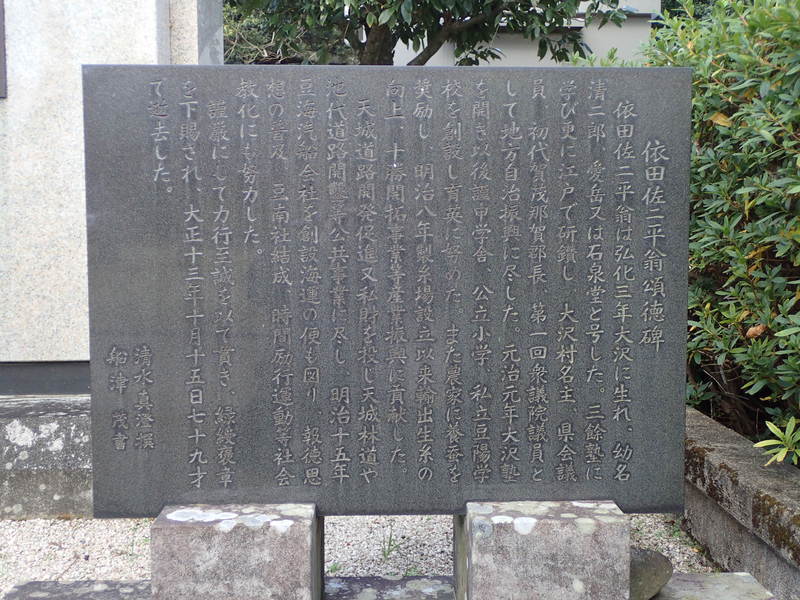 依田佐二平翁頌徳碑
依田佐二平翁は弘化三年大沢に生れ、幼名
清二郎、愛岳又は石泉堂と号した。三餘塾に
学び更に江戸で研鑽し、大沢村名主、県会議
員、初代賀茂那賀郡長、第一回衆議院議員と
して地方自治振興に尽した。元治元年大沢塾
を開き以後謹申学舎、公立小学、私立豆陽学
校を創設し育英に努めた。また農家に養蚕を
奨励し、明治八年製糸場設立以来輸出生糸の
向上、十勝開拓事業等産業振興に貢献した。
天城道路開発促進又私財を投じ天城林道や
池代道路開鑿等公共事業に尽し、明治十五年
豆海汽船会社を創設海運の便も図り、報徳思
想の普及、豆南社結成、時間励行運動等社会
教化にも努力した。
謹厳にして力行至誠を以て貫き、緑綬褒章
を下賜され、大正十三年十月十五日七十九才
て逝去した。
清水真澄撰
船津 茂書